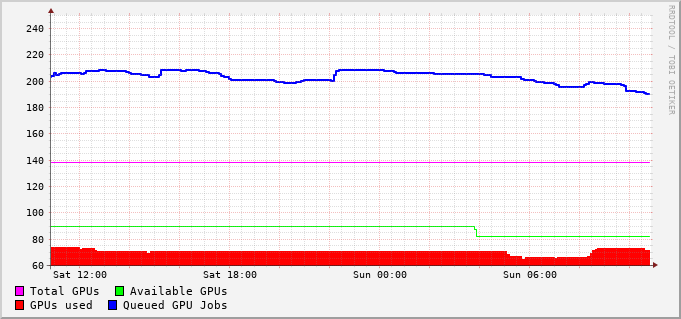 RRDTOOL / TOBI OETIKER
240
220
200
180
160
140
120
100
80
60
Sat 12:00 Sat 18:00 Sun 00:00 Sun 06:00
Total GPUs Available GPUs
GPUs used Queued GPU Jobs